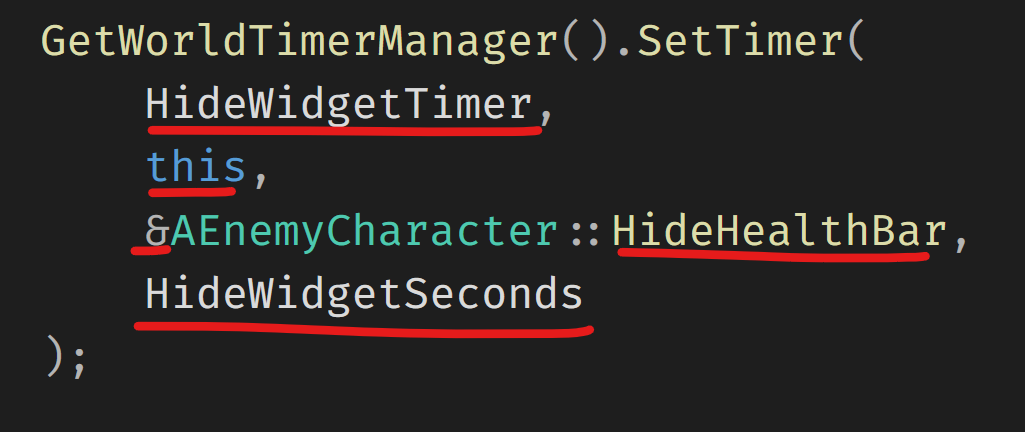 GetWorldTimerManager().SetTimer(
HideWidgetTimer,
this,
&AEnemyCharacter::HideHealthBar,
HideWidgetSeconds
);